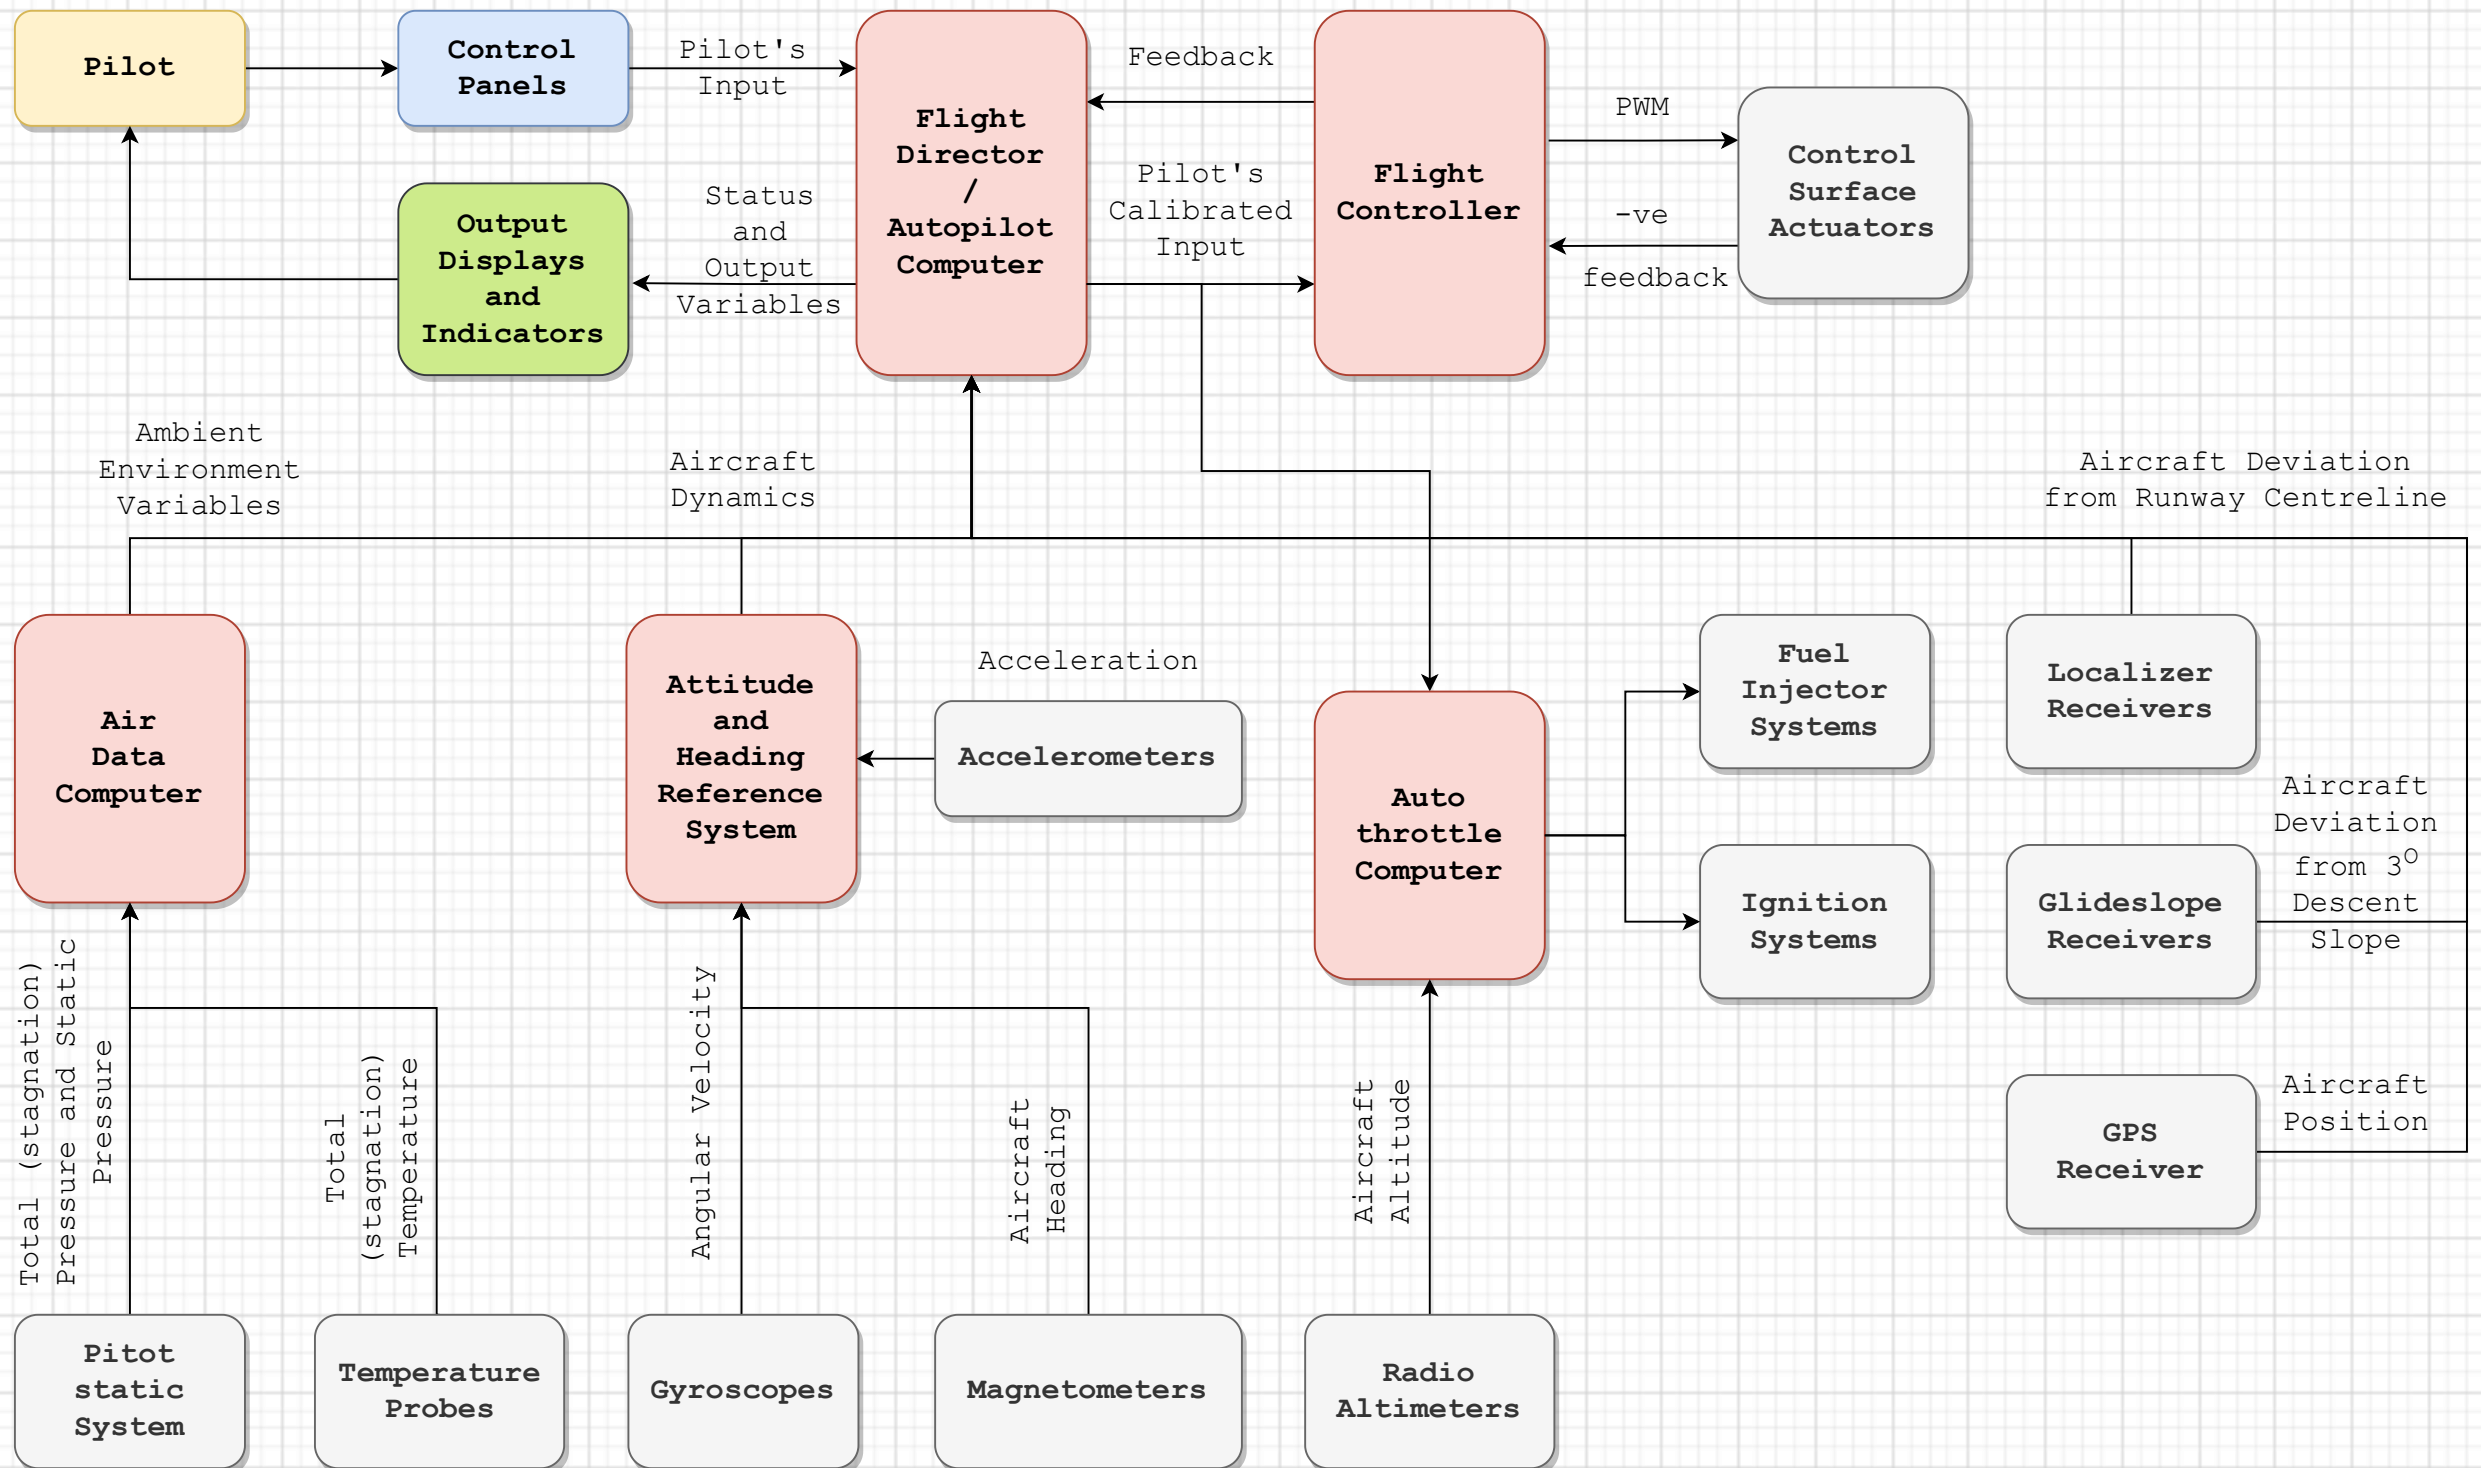 Pilot
Control
Panels
Pilot's
Input
Flight
Director
/
Autopilot
Computer
Feedback
Pilot's
Calibrated
Input
Flight
Controller
PWM
-ve
feedback
Control
Surface
Actuators
Output
Displays
and
Indicators
Status
and
Output
Variables
Ambient
Environment
Variables
Aircraft
Dynamics
Aircraft Deviation
from Runway Centreline
Air
Data
Computer
Attitude
and
Heading
Reference
System
Acceleration
Accelerometers
Auto
throttle
Computer
Fuel
Injector
Systems
Ignition
Systems
Localizer
Receivers
Glideslope
Receivers
Aircraft
Deviation
from 3O
Descent
Slope
GPS
Receiver
Aircraft
Position
Total (stagnation)
Pressure and Static
Pressure
Total
(stagnation)
Temperature
Angular Velocity
Aircraft
Heading
Aircraft
Altitude
Pitot
static
System
Temperature
Probes
Gyroscopes
Magnetometers
Radio
Altimeters